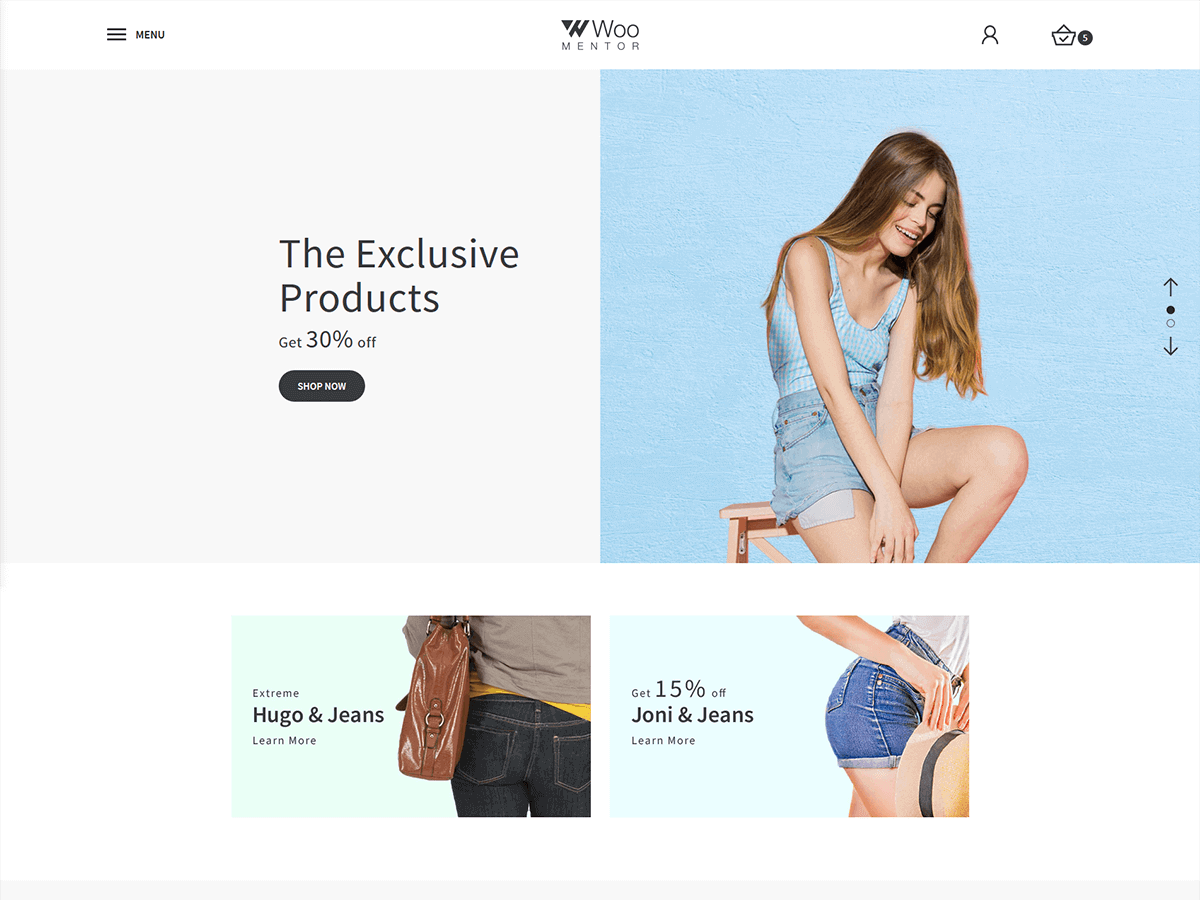 MENU
Woo
MENTOR
5
The Exclusive
Products
Get 30% off
SHOP NOW
Extreme
Hugo & Jeans
Learn More
Get 15% off
Joni & Jeans
Learn More